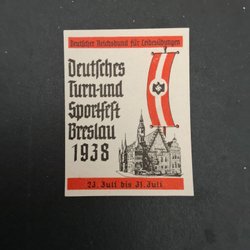 Deutscher Reichsbund für Leibesübungen
Deutsches
Turn-und
Sportfest
Breslau
1938
23. Juli bis 31. Juli